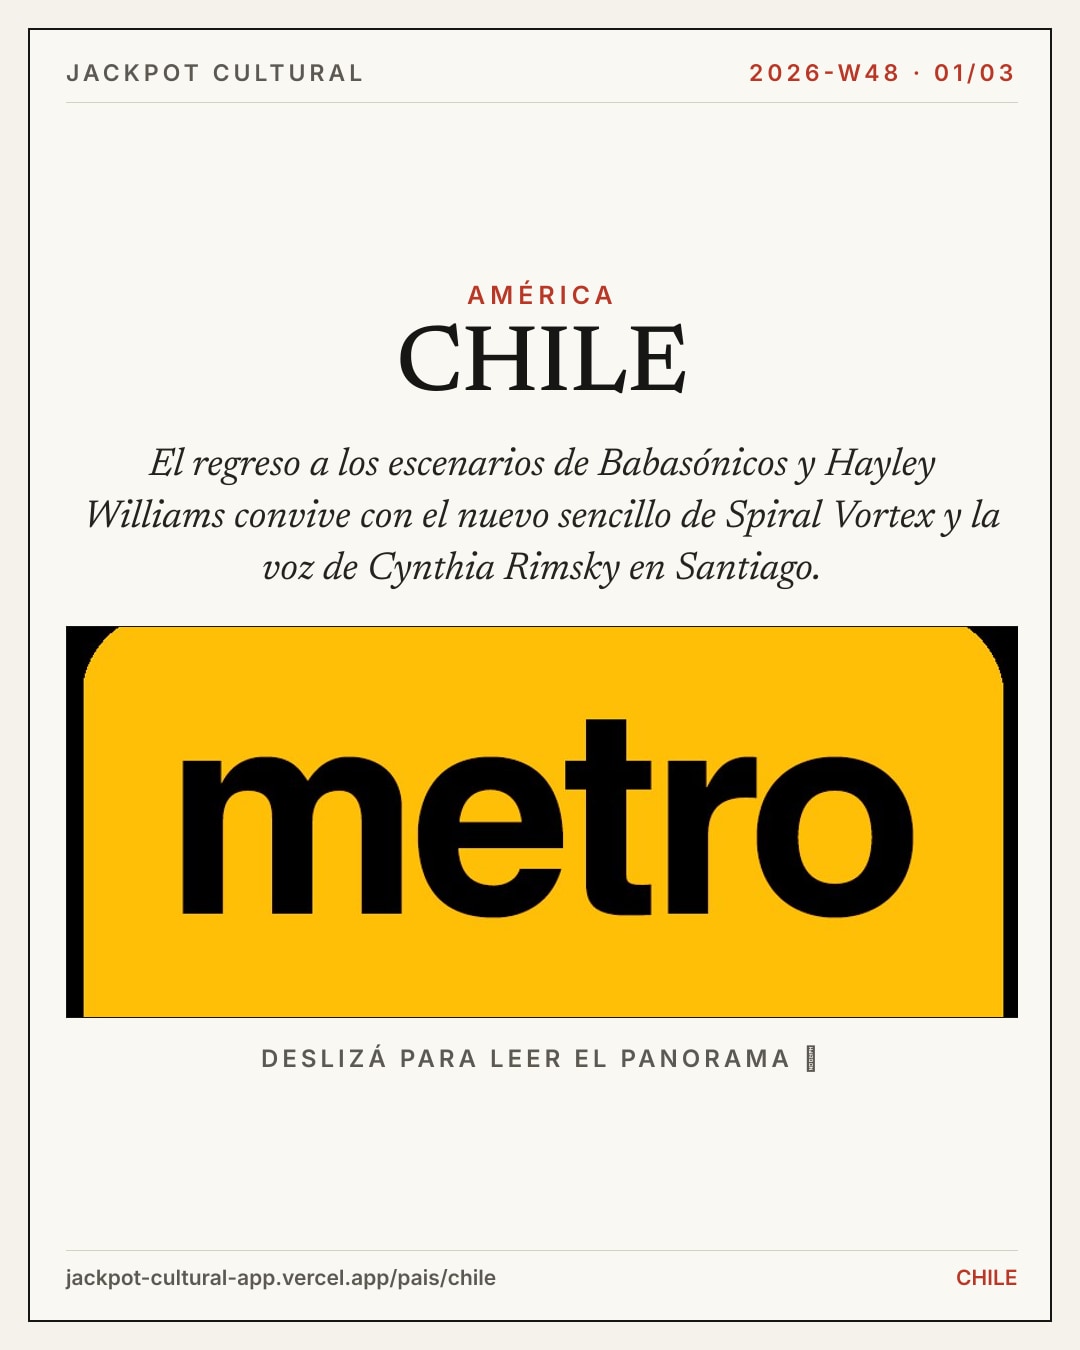 JACKPOT CULTURAL
2026-W48 · 01/03
AMÉRICA
CHILE
El regreso a los escenarios de Babasónicos y Hayley
Williams convive con el nuevo sencillo de Spiral Vortex y la
voz de Cynthia Rimsky en Santiago.
metro
DESLIZÁ PARA LEER EL PANORAMA
jackpot-cultural-app.vercel.app/pais/chile
CHILE